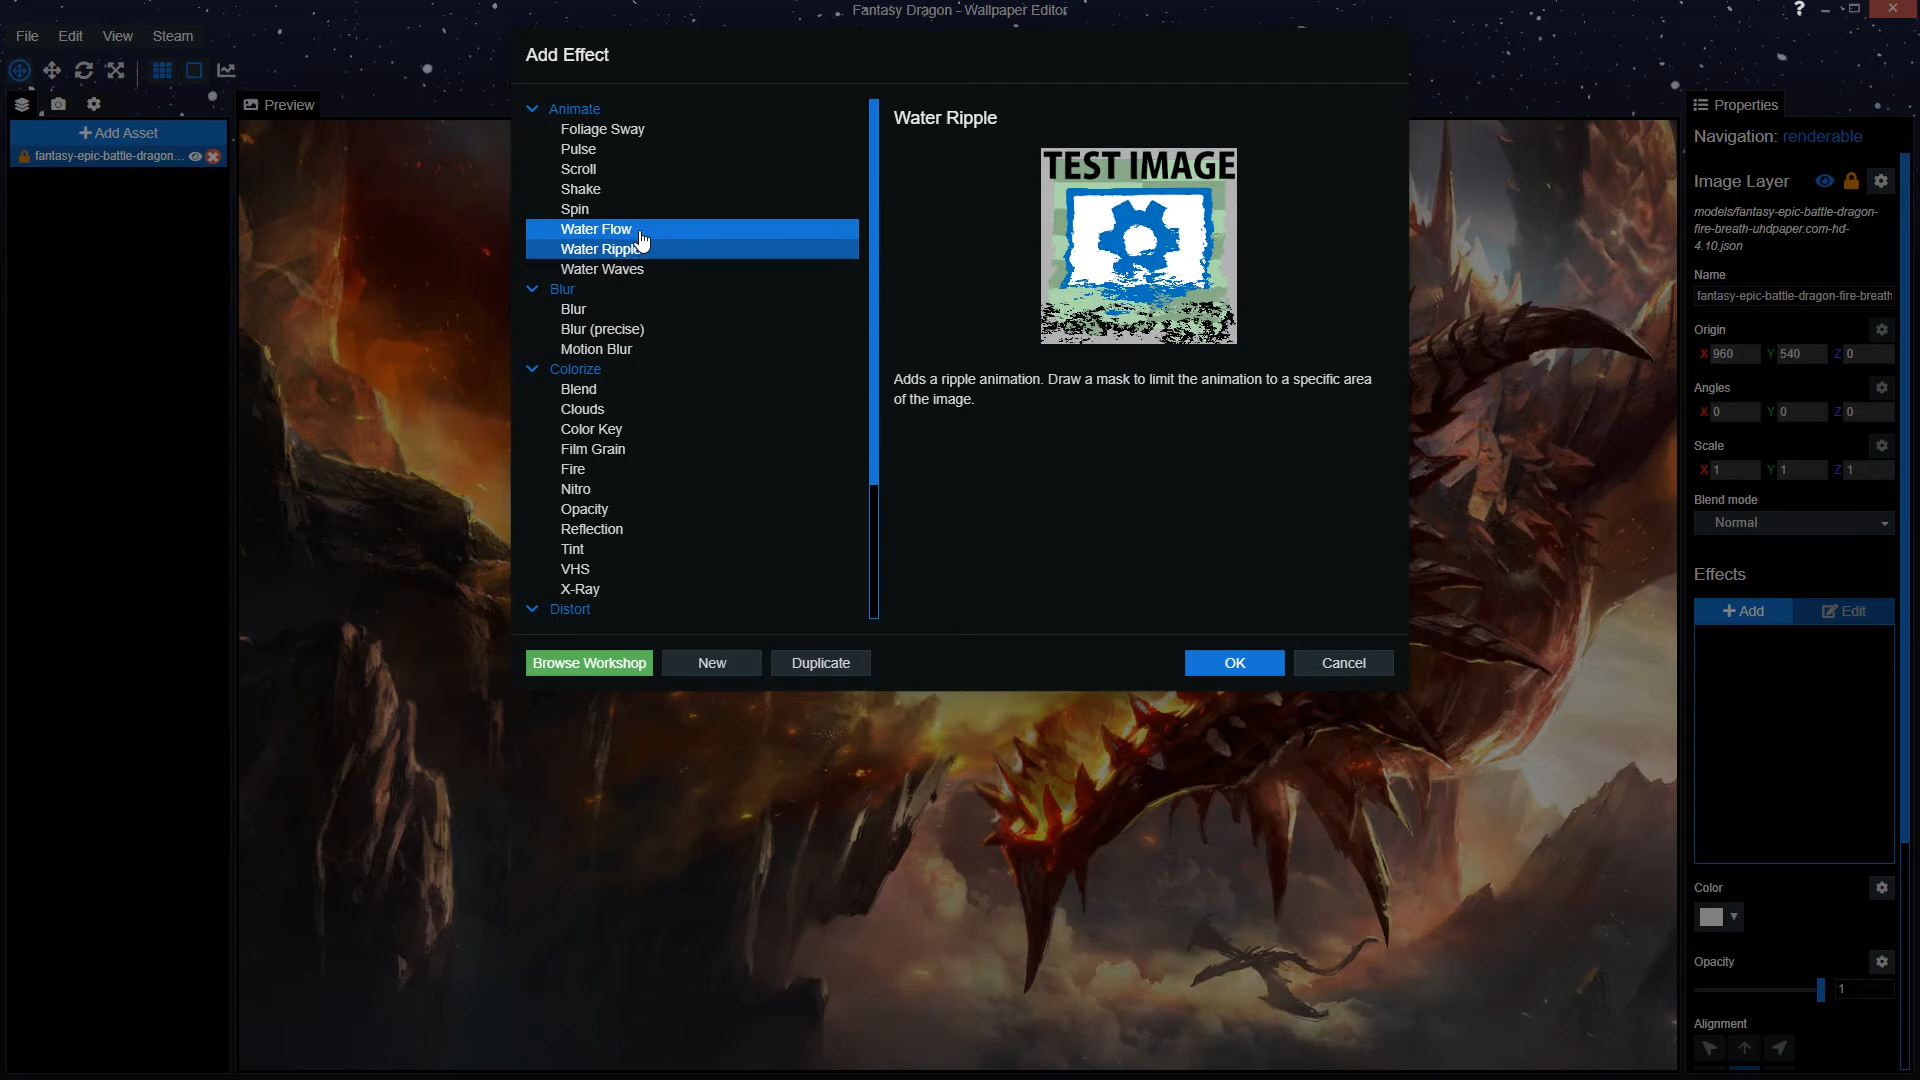 Fantasy Dragon - Wallpaper Editor
?
File Edit View Steam
Preview
Add Asset
fantasy-epic-battle-dragon...
Add Effect
Animate
Foliage Sway
Pulse
Scroll
Shake
Spin
Water Flow
Water Ripple
Water Waves
Blur
Blur
Blur (precise)
Motion Blur
Colorize
Blend
Clouds
Color Key
Film Grain
Fire
Nitro
Opacity
Reflection
Tint
VHS
X-Ray
Distort
Water Ripple
TEST IMAGE
Adds a ripple animation. Draw a mask to limit the animation to a specific area
of the image.
Browse Workshop New Duplicate OK Cancel
Properties
Navigation: renderable
Image Layer
models/fantasy-epic-battle-dragon-
fire-breath-uhdpaper.com-hd-
4.10.json
Name
fantasy-epic-battle-dragon-fire-breath
Origin
X 960 Y 540 Z 0
Angles
X 0 Y 0 Z 0
Scale
X 1 Y 1 Z 1
Blend mode
Normal
Effects
Add Edit
Color
Opacity
1
Alignment